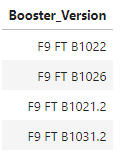 Booster_Version
F9 FT B1022
F9 FT B1026
F9 FT B1021.2
F9 FT B1031.2